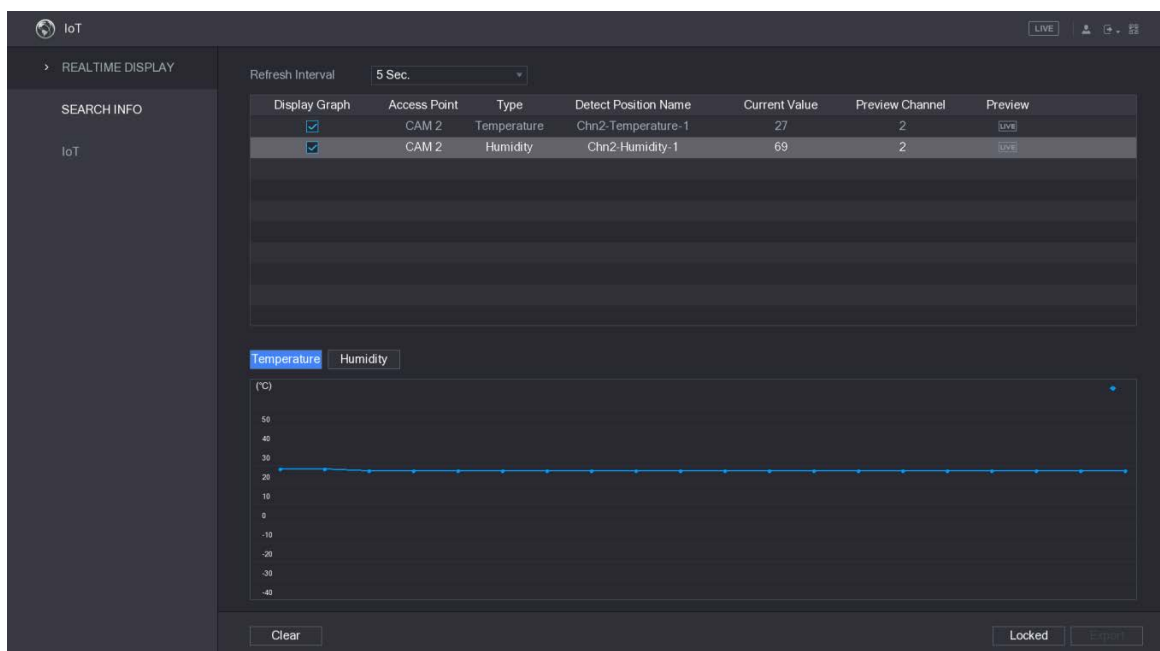 IoT LIVE
REALTIME DISPLAY
SEARCH INFO
IoT
Refresh Interval 5 Sec.
Display Graph Access Point Type Detect Position Name Current Value Preview Channel Preview
CAM 2 Temperature Chn2-Temperature-1 27 2 LIVE
CAM 2 Humidity Chn2-Humidity-1 69 2 LIVE
Temperature Humidity
(°C)
50
40
30
20
10
0
-10
-20
-30
-40
Clear Locked Export